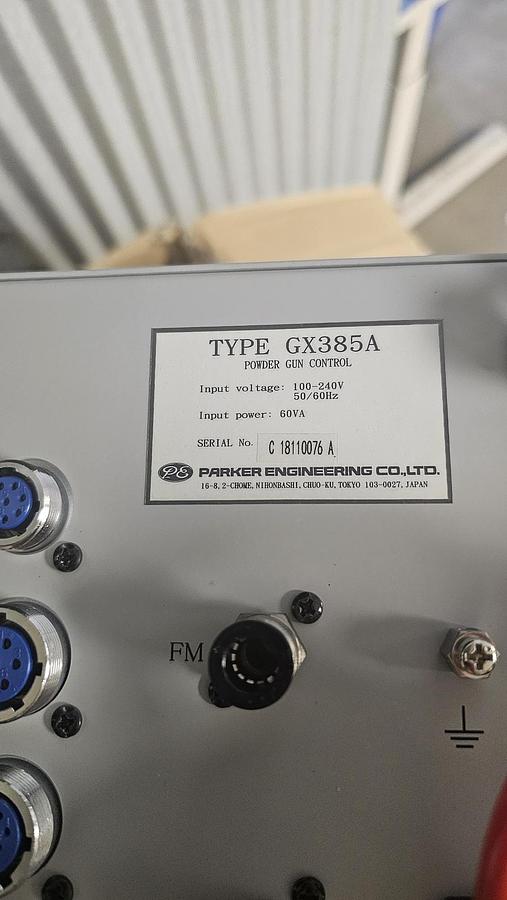 TYPE GX385A
POWDER GUN CONTROL
Input voltage: 100-240V
50/60Hz
Input power: 60VA
SERIAL No. C 18110076 A
PE PARKER ENGINEERING CO.,LTD.
16-8, 2-CHOME, NIHONBASHI, CHUO-KU, TOKYO 103-0027, JAPAN
FM